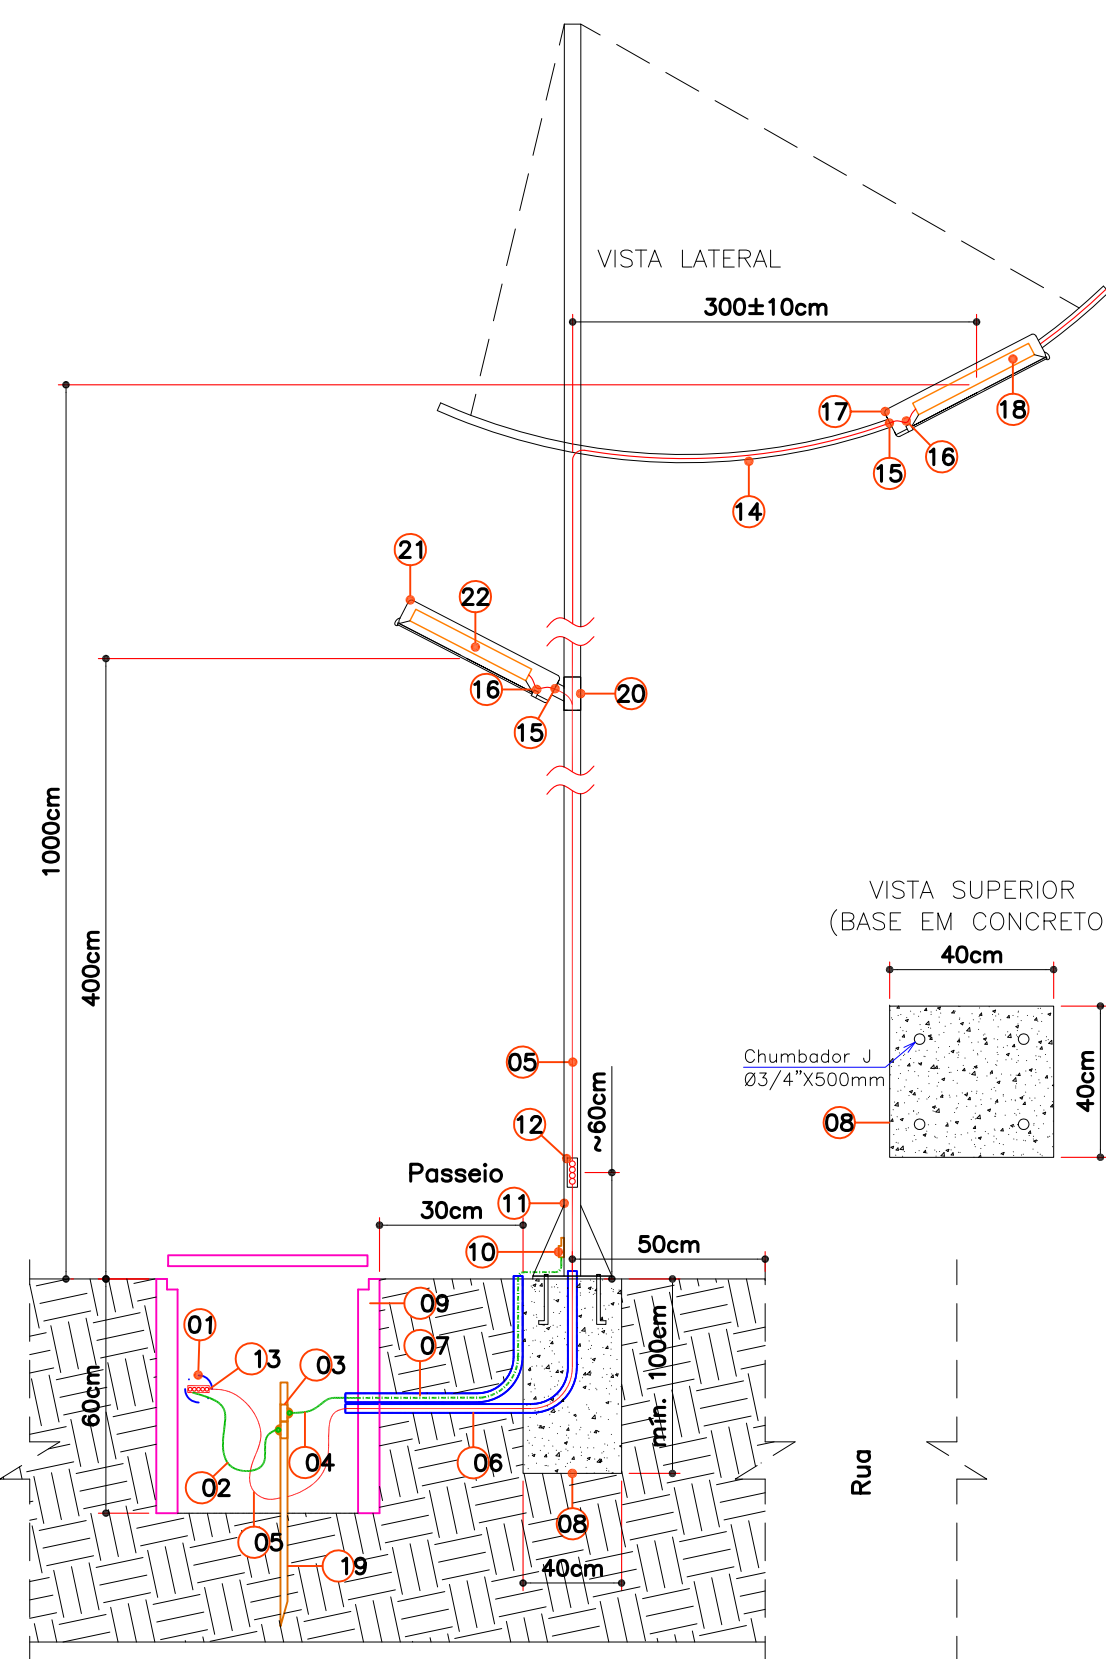 VISTA LATERAL
300±10cm
17
18
16
15
14
21
22
16
20
15
1000cm
400cm
VISTA SUPERIOR
(BASE EM CONCRETO
40cm
Chumbador J
Ø3/4"X500mm
40cm
08
05
~60cm
12
Passeio
30cm
11
10
50cm
09
01
07
13
03
60cm
mín. 100cm
04
06
02
Rua
08
05
19
40cm